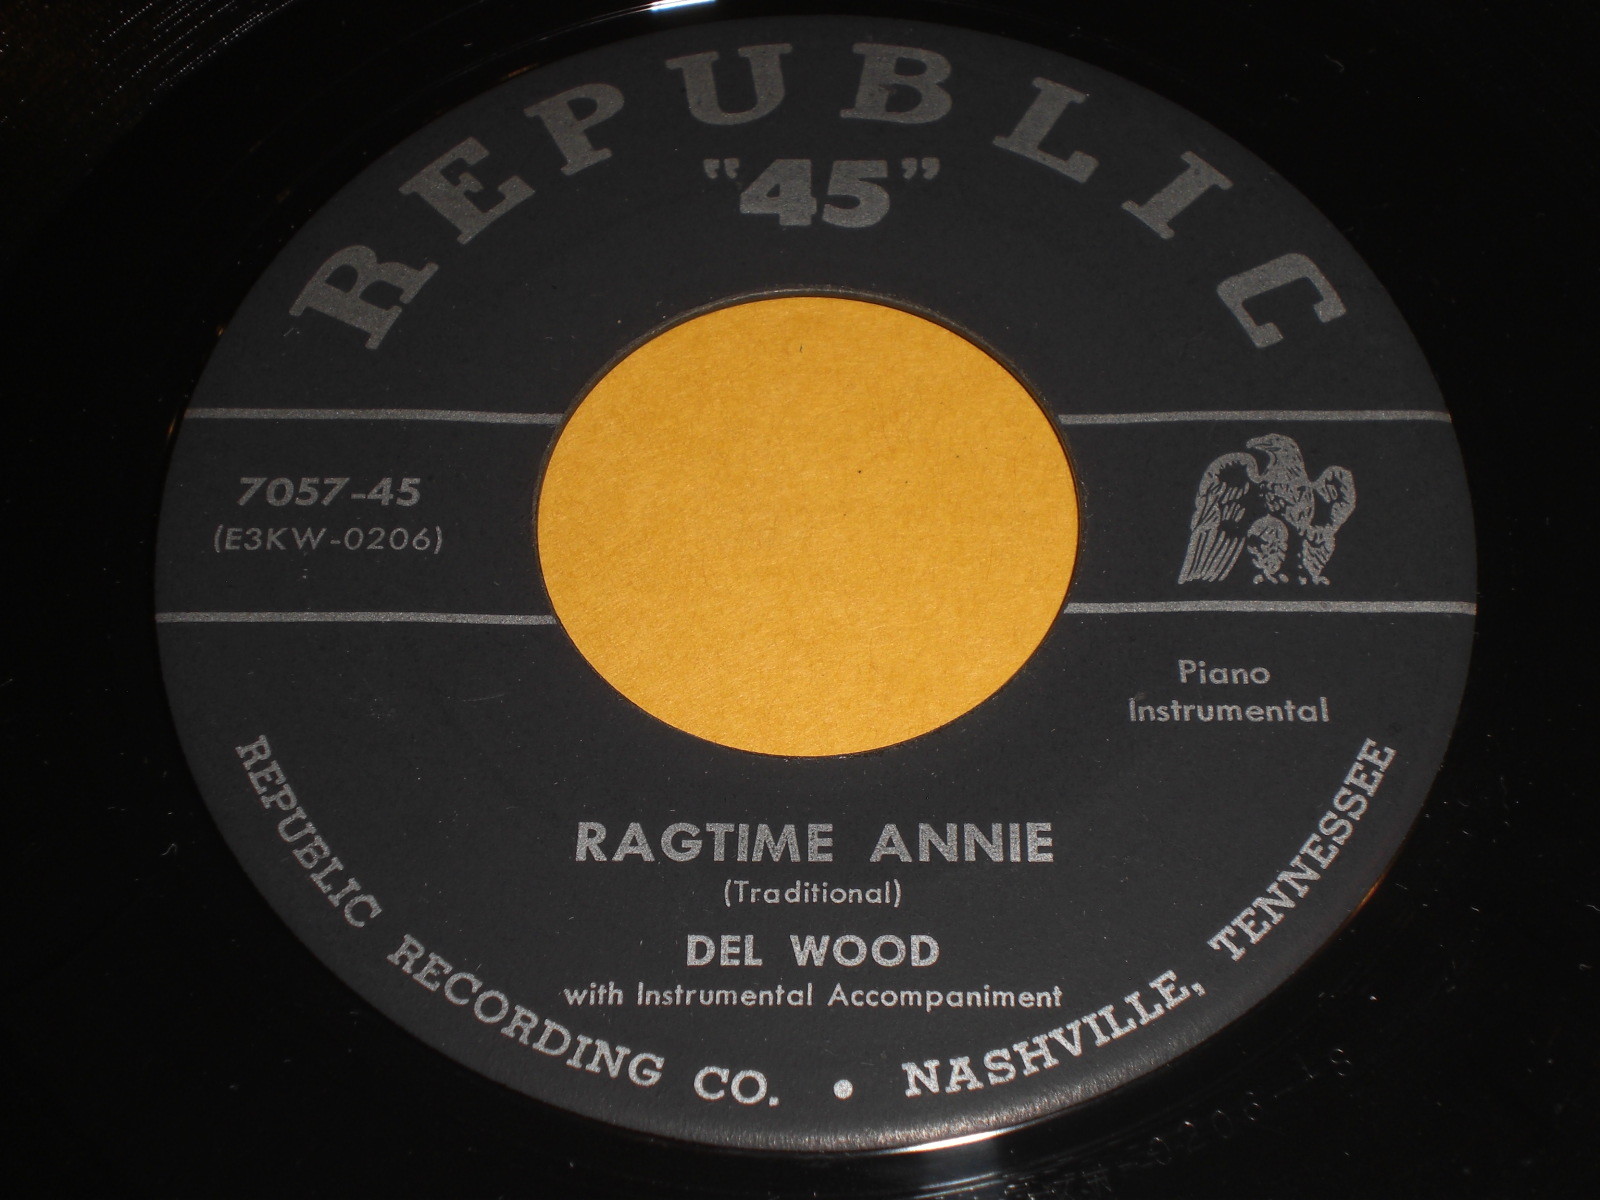 REPUBLIC
"45"
7057-45
(E3KW-0206)
Piano
Instrumental
RAGTIME ANNIE
(Traditional)
DEL WOOD
with Instrumental Accompaniment
REPUBLIC RECORDING CO. • NASHVILLE, TENNESSEE